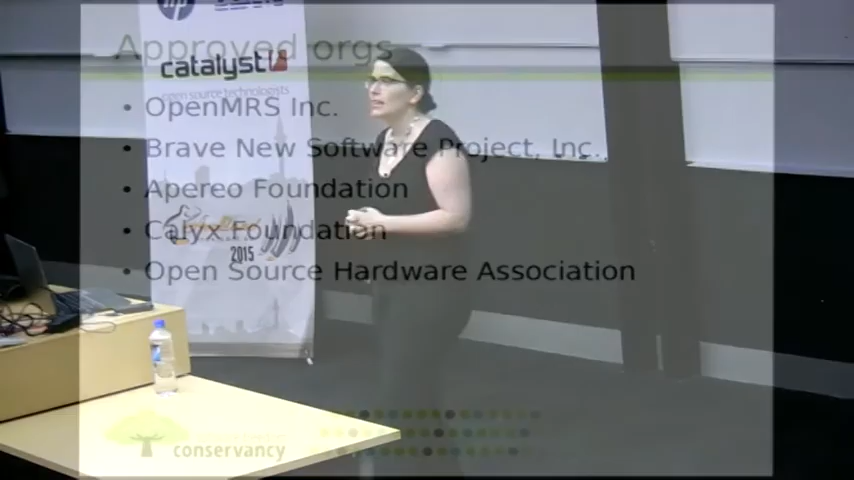 hp
Approved orgs
catalyst
open source technologists
• OpenMRS Inc.
• Brave New Software Project, Inc.
• Apereo Foundation
• Calyx Foundation
2015
• Open Source Hardware Association
conservancy